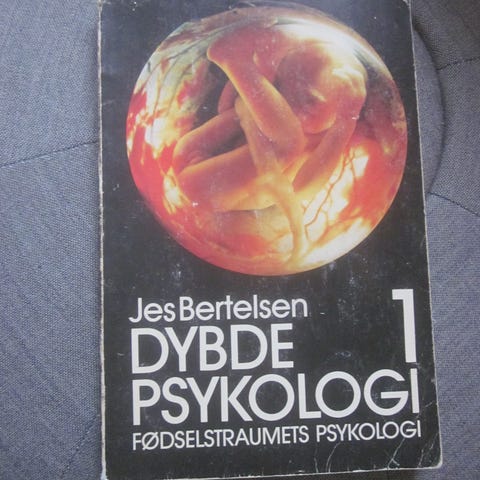 Jes Bertelsen
DYBDE 1
PSYKOLOGI
FØDSELSTRAUMETS PSYKOLOGI